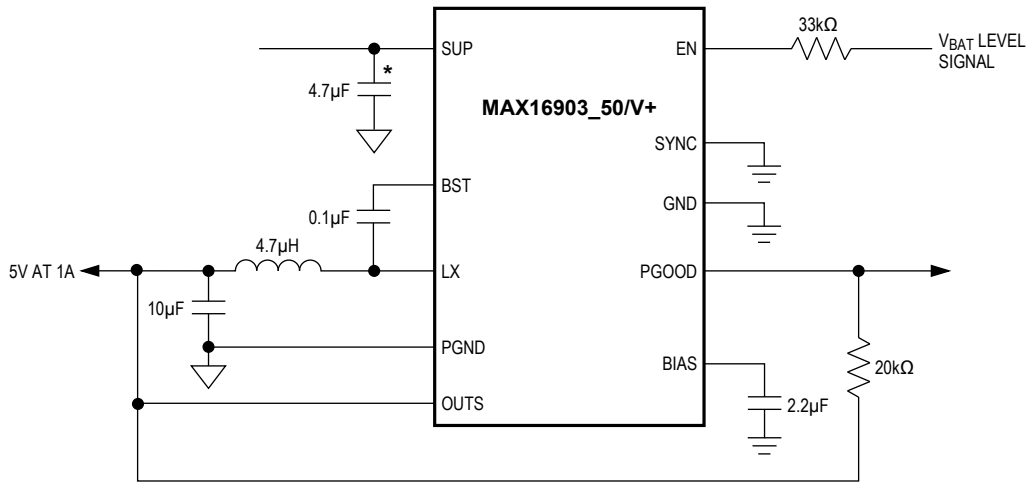 33kΩ
SUP
EN
VBAT LEVEL
SIGNAL
*
4.7µF
MAX16903_50/V+
SYNC
BST
GND
0.1µF
4.7µH
5V AT 1A
LX
PGOOD
10µF
PGND
BIAS
20kΩ
OUTS
2.2µF